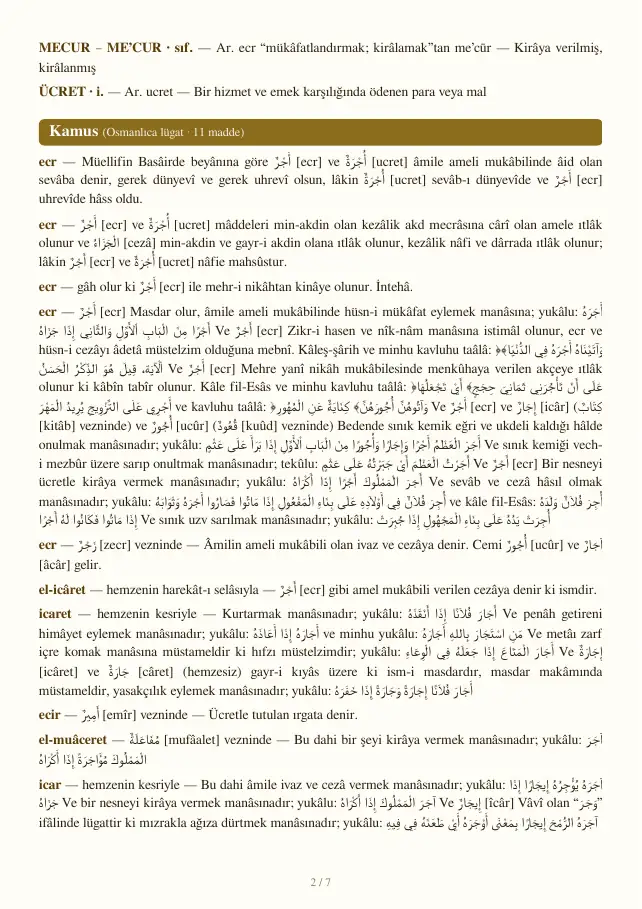 MECUR – ME’CUR · sıf. — Ar. ecr “mükâfatlandırmak; kirâlamak”tan me’cūr — Kirâya verilmiş,
kirâlanmış
ÜCRET · i. — Ar. ucret — Bir hizmet ve emek karşılığında ödenen para veya mal
Kamus (Osmanlıca lügat · 11 madde)
ecr — Müellifin Basâirde beyânına göre أَجْرٌ [ecr] ve أُجْرَةٌ [ucret] âmile ameli mukâbilinde âid olan
sevâba denir, gerek dünyevî ve gerek uhrevî olsun, lâkin أُجْرَةٌ [ucret] sevâb-ı dünyevîde ve أَجْرٌ [ecr]
uhrevîde hâss oldu.
ecr — أَجْرٌ [ecr] ve أُجْرَةٌ [ucret] mâddeleri min-akdin olan kezâlik akd mecrâsına cârî olan amele ıtlâk
olunur ve الْجَزَاءُ [cezâ] min-akdin ve gayr-i akdin olana ıtlâk olunur, kezâlik nâfi ve dârrada ıtlâk olunur;
lâkin أَجْرٌ [ecr] ve أُجْرَةٌ [ucret] nâfie mahsûstur.
ecr — gâh olur ki أَجْرٌ [ecr] ile mehr-i nikâhtan kinâye olunur. İntehâ.
ecr — أَجْرٌ [ecr] Masdar olur, âmile ameli mukâbilinde hüsn-i mükâfat eylemek manâsına; yukâlu: أَجَرَهُ
أَجْرًا مِنَ الْبَابِ الْأَوَّلِ وَالثَّانِي إِذَا جَزَاهُ Ve أَجْرٌ [ecr] Zikr-i hasen ve nîk-nâm manâsına istimâl olunur, ecr ve
hüsn-i cezâyı âdetâ müstelzim olduğuna mebnî. Kâleş-şârih ve minhu kavluhu taâlâ: ﴿وَآتَيْنَاهُ أَجْرَهُ فِي الدُّنْيَا﴾
اَلْآيَة، قِيلَ هُوَ الذِّكْرُ الْحَسَنُ Ve أَجْرٌ [ecr] Mehre yanî nikâh mukâbilesinde menkûhaya verilen akçeye ıtlâk
olunur ki kâbîn tabîr olunur. Kâle fil-Esâs ve minhu kavluhu taâlâ: ﴿عَلَى أَنْ تَأْجُرَنِي ثَمَانِيَ حِجَجٍ﴾ أَيْ تَجْعَلُهَا
أَجْرِي عَلَى التَّزْوِيجِ يُرِيدُ الْمَهْرَ ve kavluhu taâlâ: ﴿وَآتُوهُنَّ أُجُورَهُنَّ﴾ كِنَايَةٌ عَنِ الْمُهُورِ Ve أَجْرٌ [ecr] ve إِجَارٌ [icâr] (كِتَابٌ
[kitâb] vezninde) ve أُجُورٌ [ucûr] (قُعُودٌ [kuûd] vezninde) Bedende sınık kemik eğri ve ukdeli kaldığı hâlde
onulmak manâsınadır; yukâlu: أَجَرَ الْعَظْمُ أَجْرًا وَإِجَارًا وَأُجُورًا مِنَ الْبَابِ الْأَوَّلِ إِذَا بَرَأَ عَلَى عَثْمٍ Ve sınık kemiği vech-
i mezbûr üzere sarıp onultmak manâsınadır; tekûlu: أَجَرْتُ الْعَظْمَ أَيْ جَبَرْتُهُ عَلَى عَثْمٍ Ve أَجْرٌ [ecr] Bir nesneyi
ücretle kirâya vermek manâsınadır; yukâlu: أَجَرَ الْمَمْلُوكَ أَجْرًا إِذَا أَكْرَاهُ Ve sevâb ve cezâ hâsıl olmak
manâsınadır; yukâlu: أُجِرَ فُلَانٌ فِي أَوْلَادِهِ عَلَى بِنَاءِ الْمَفْعُولِ إِذَا مَاتُوا فَصَارُوا أَجْرَهُ وَثَوَابَهُ ve kâle fil-Esâs: أُجِرَ فُلَانٌ وَلَدَهُ
إِذَا مَاتُوا فَكَانُوا لَهُ أَجْرًا Ve sınık uzv sarılmak manâsınadır; yukâlu: أُجِرَتْ يَدُهُ عَلَى بِنَاءِ الْمَجْهُولِ إِذَا جُبِرَتْ
ecr — زَجْرٌ [zecr] vezninde — Âmilin ameli mukâbili olan ivaz ve cezâya denir. Cemi أُجُورٌ [ucûr] ve آجَارٌ
[âcâr] gelir.
el-icâret — hemzenin harekât-ı selâsıyla — أَجْرٌ [ecr] gibi amel mukâbili verilen cezâya denir ki ismdir.
icaret — hemzenin kesriyle — Kurtarmak manâsınadır; yukâlu: أَجَارَ فُلَانًا إِذَا أَنْقَذَهُ Ve penâh getireni
himâyet eylemek manâsınadır; yukâlu: أَجَارَهُ إِذَا أَعَاذَهُ ve minhu yukâlu: مَنِ اسْتَجَارَ بِاللهِ أَجَارَهُ Ve metâı zarf
içre komak manâsına müstameldir ki hıfzı müstelzimdir; yukâlu: أَجَارَ الْمَتَاعَ إِذَا جَعَلَهُ فِي الْوِعَاءِ Ve إِجَارَةٌ
[icâret] ve جَارَةٌ [câret] (hemzesiz) gayr-i kıyâs üzere ki ism-i masdardır, masdar makâmında
müstameldir, yasakçılık eylemek manâsınadır; yukâlu: أَجَارَ فُلَانًا إِجَارَةً وَجَارَةً إِذَا خَفَرَهُ
ecir — أَمِيرٌ [emîr] vezninde — Ücretle tutulan ırgata denir.
el-muâceret — مُفَاعَلَةٌ [mufâalet] vezninde — Bu dahi bir şeyi kirâya vermek manâsınadır; yukâlu: آجَرَ
الْمَمْلُوكَ مُؤَاجَرَةً إِذَا أَكْرَاهُ
icar — hemzenin kesriyle — Bu dahi âmile ivaz ve cezâ vermek manâsınadır; yukâlu: آجَرَهُ يُؤْجِرُهُ إِيجَارًا إِذَا
جَزَاهُ Ve bir nesneyi kirâya vermek manâsınadır; yukâlu: آجَرَ الْمَمْلُوكَ إِذَا أَكْرَاهُ Ve إِيجَارٌ [îcâr] Vâvî olan “وَجَرَ”
ifâlinde lügattir ki mızrakla ağıza dürtmek manâsınadır; yukâlu: آجَرَهُ الرُّمْحَ إِيجَارًا بِمَعْنَى أَوْجَرَهُ أَيْ طَعَنَهُ فِي فِيهِ
2 / 7